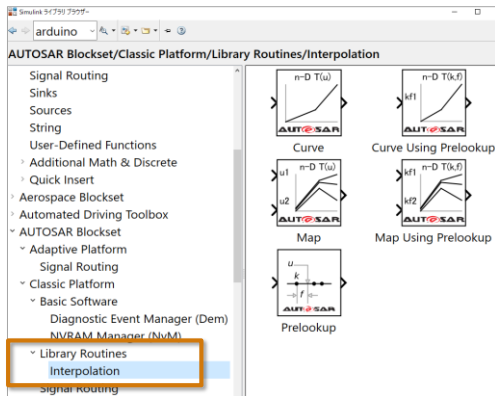 Simulink ライブラリ ブラウザー
arduino
AUTOSAR Blockset/Classic Platform/Library Routines/Interpolation
Signal Routing
Sinks
Sources
String
User-Defined Functions
Additional Math & Discrete
Quick Insert
Aerospace Blockset
Automated Driving Toolbox
AUTOSAR Blockset
Adaptive Platform
Signal Routing
Classic Platform
Basic Software
Diagnostic Event Manager (Dem)
NVRAM Manager (NvM)
Library Routines
Interpolation
Signal Routing
n-D T(u)
AUTOSAR
Curve
n-D T(k,f)
kf1
AUTOSAR
Curve Using Prelookup
n-D T(u)
u1
u2
AUTOSAR
Map
n-D T(k,f)
kf1
kf2
AUTOSAR
Map Using Prelookup
u
k
f
AUTOSAR
Prelookup